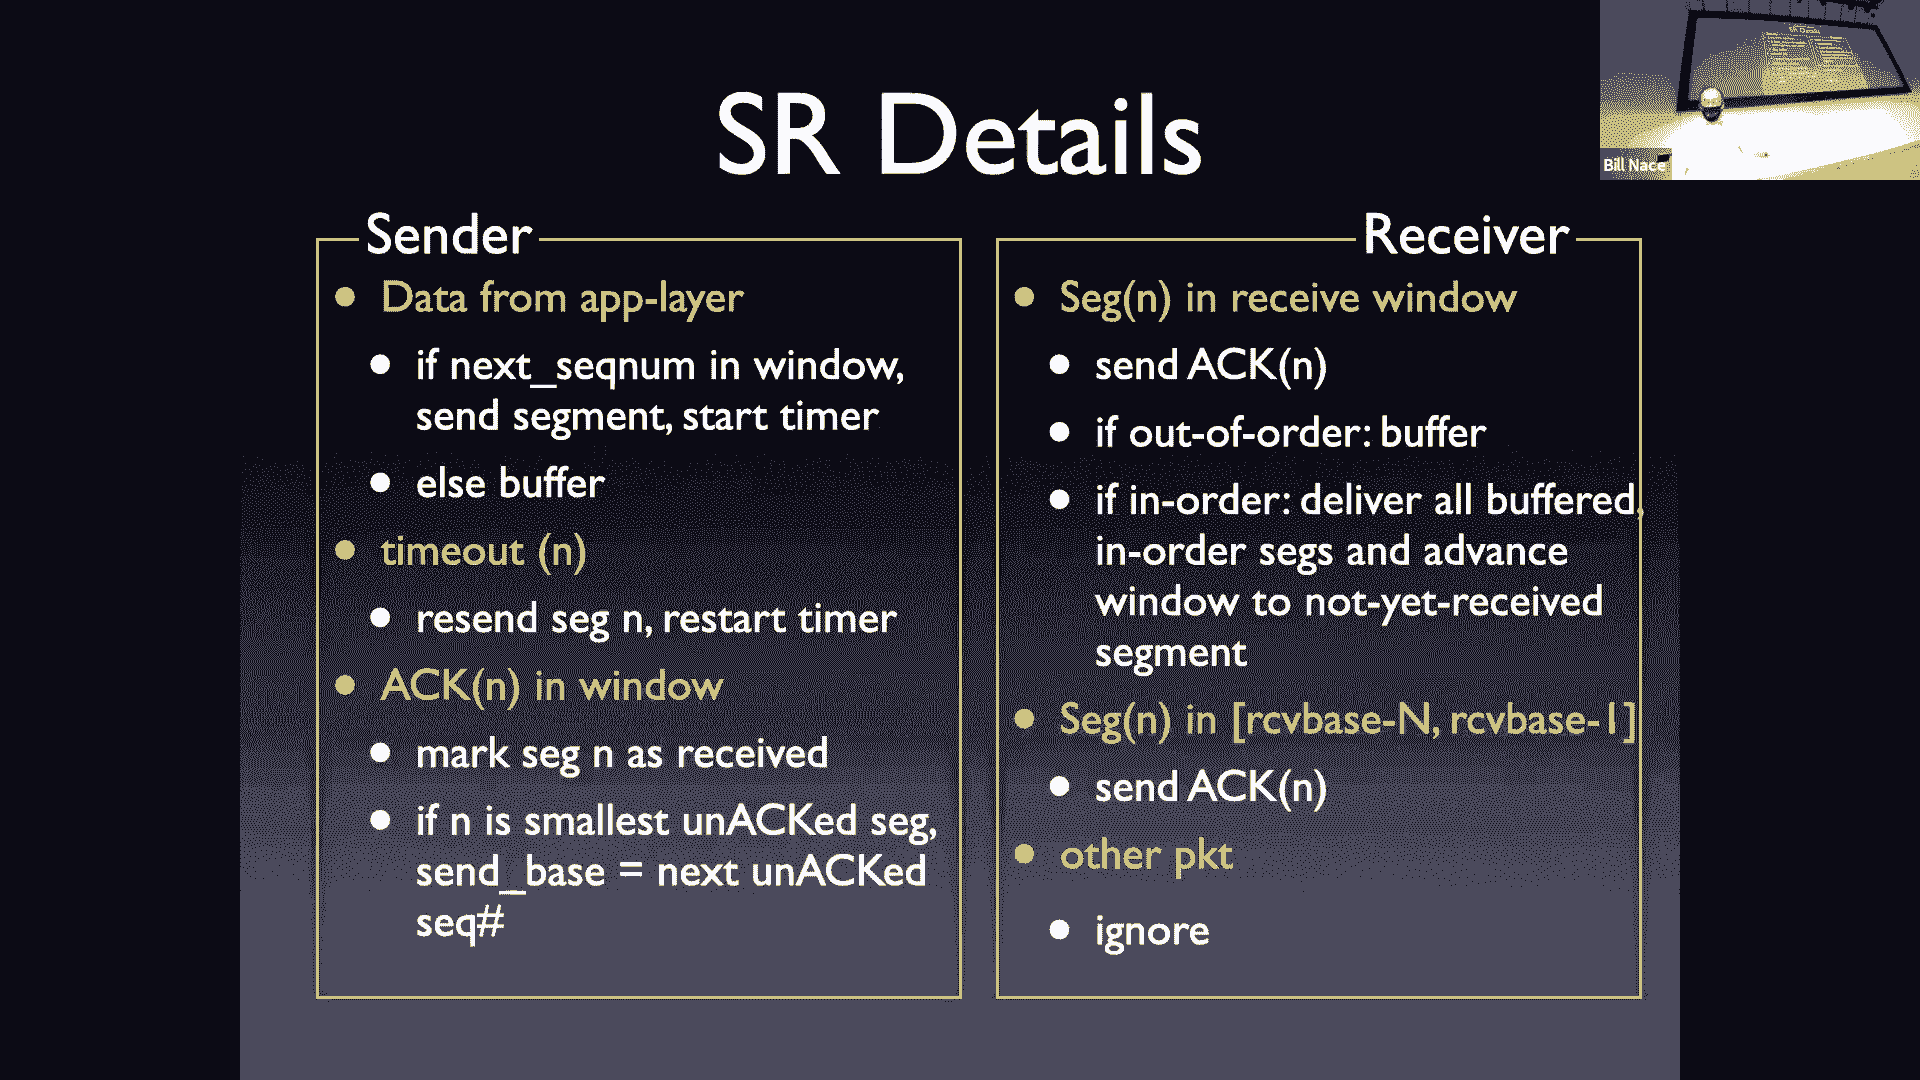 SR Details
Sender
Data from app-layer
if next_seqnum in window,
send segment, start timer
else buffer
timeout (n)
resend seg n, restart timer
ACK(n) in window
mark seg n as received
if n is smallest unACKed seg,
send_base = next unACKed
seq#
Receiver
Seg(n) in receive window
send ACK(n)
if out-of-order: buffer
if in-order: deliver all buffered,
in-order segs and advance
window to not-yet-received
segment
Seg(n) in [rcvbase-N, rcvbase-1]
send ACK(n)
other pkt
ignore
SR Details
Bill Nace